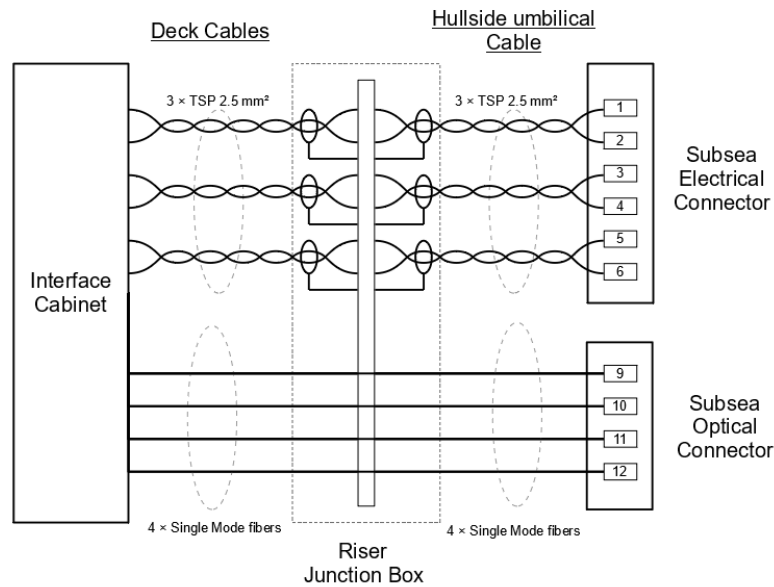 Deck Cables
Hullside umbilical
Cable
3 × TSP 2.5 mm²
3 × TSP 2.5 mm²
1
2
3
4
5
6
Subsea
Electrical
Connector
Interface
Cabinet
9
10
11
12
Subsea
Optical
Connector
4 × Single Mode fibers
4 × Single Mode fibers
Riser
Junction Box